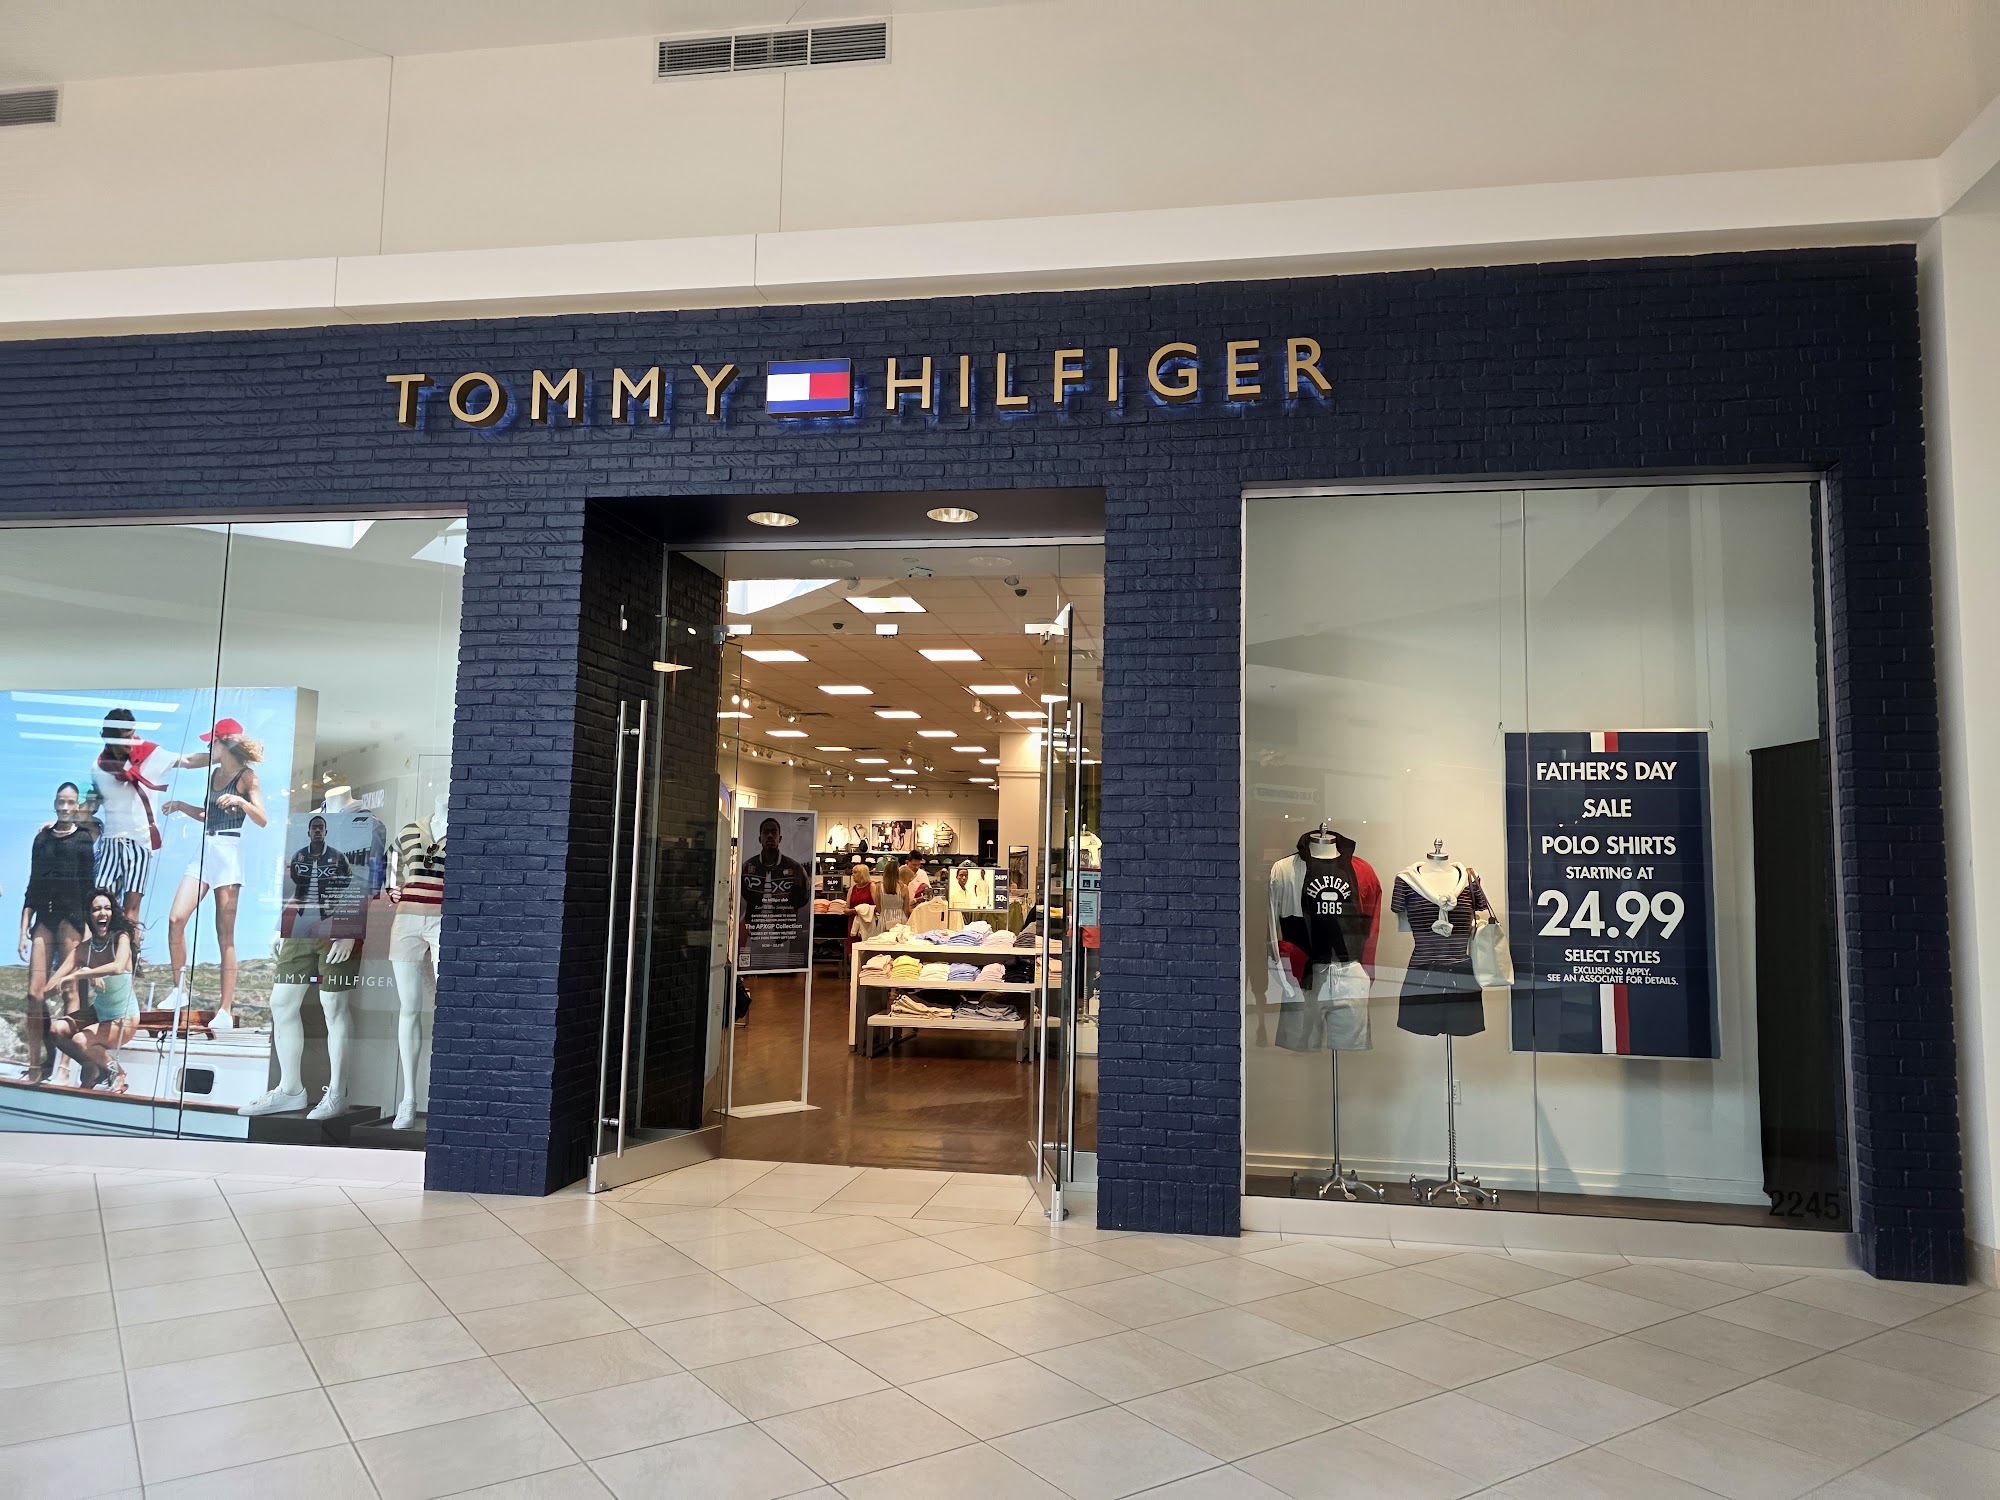 TOMMY HILFIGER
TOMMY HILFIGER
The APXGP Collection
FATHER'S DAY
SALE
POLO SHIRTS
STARTING AT
24.99
SELECT STYLES
EXCLUSIONS APPLY.
SEE AN ASSOCIATE FOR DETAILS.
HILFIGER
1985
2245